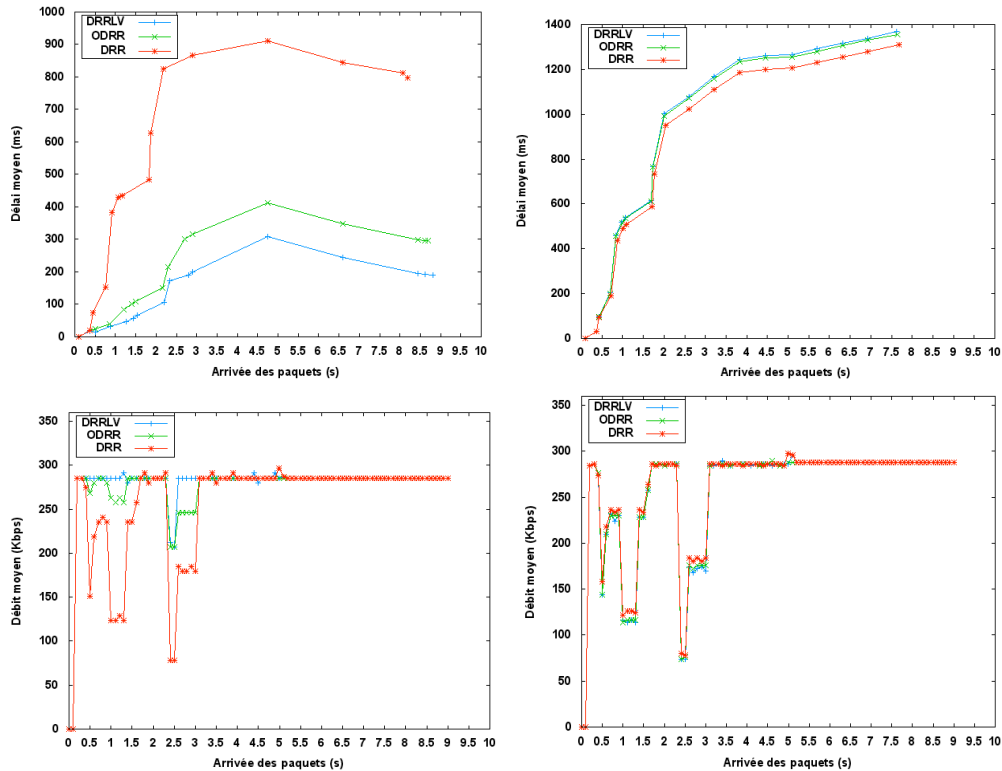 DRRLV
ODRR
DRR
1000
900
800
700
600
500
400
300
200
100
0
Délai moyen (ms)
0 0.5 1 1.5 2 2.5 3 3.5 4 4.5 5 5.5 6 6.5 7 7.5 8 8.5 9 9.5 10
Arrivée des paquets (s)
DRRLV
ODRR
DRR
1400
1200
1000
800
600
400
200
0
Délai moyen (ms)
0 0.5 1 1.5 2 2.5 3 3.5 4 4.5 5 5.5 6 6.5 7 7.5 8 8.5 9 9.5 10
Arrivée des paquets (s)
DRRLV
ODRR
DRR
350
300
250
200
150
100
50
0
Débit moyen (Kbps)
0 0.5 1 1.5 2 2.5 3 3.5 4 4.5 5 5.5 6 6.5 7 7.5 8 8.5 9 9.5 10
Arrivée des paquets (s)
DRRLV
ODRR
DRR
350
300
250
200
150
100
50
0
Débit moyen (Kbps)
0 0.5 1 1.5 2 2.5 3 3.5 4 4.5 5 5.5 6 6.5 7 7.5 8 8.5 9 9.5 10
Arrivée des paquets (s)